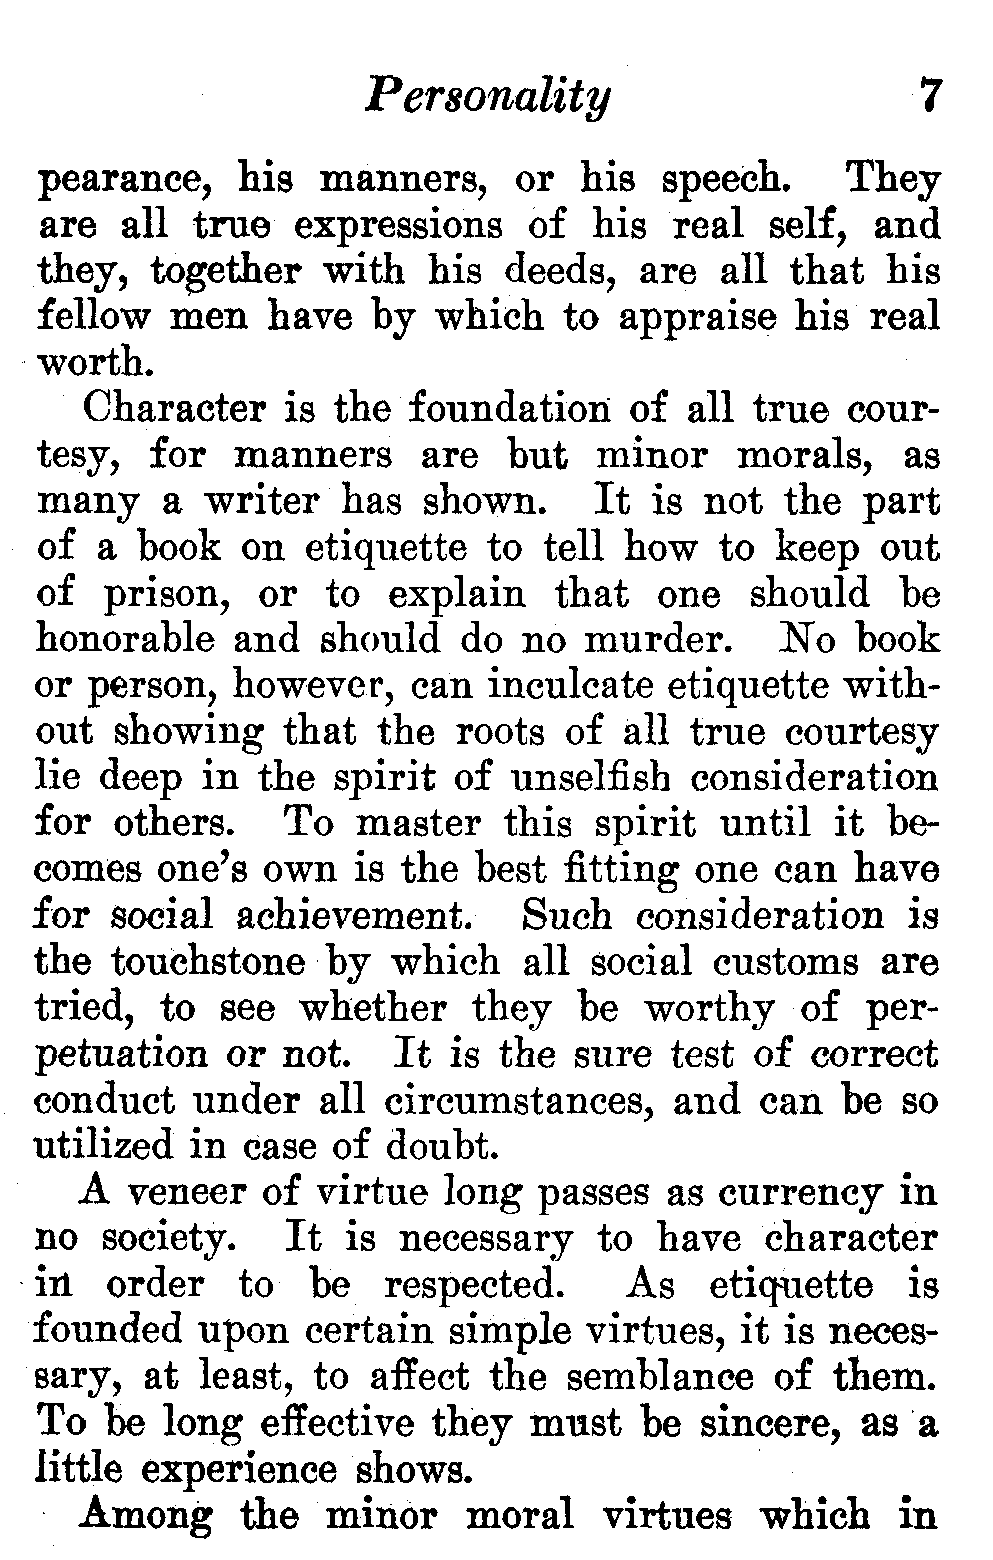 Personality 7
pearance, his manners, or his speech. They
are all true expressions of his real self, and
they, together with his deeds, are all that his
fellow men have by which to appraise his real
worth.
Character is the foundation of all true cour-
tesy, for manners are but minor morals, as
many a writer has shown. It is not the part
of a book on etiquette to tell how to keep out
of prison, or to explain that one should be
honorable and should do no murder. No book
or person, however, can inculcate etiquette with-
out showing that the roots of all true courtesy
lie deep in the spirit of unselfish consideration
for others. To master this spirit until it be-
comes one's own is the best fitting one can have
for social achievement. Such consideration is
the touchstone by which all social customs are
tried, to see whether they be worthy of per-
petuation or not. It is the sure test of correct
conduct under all circumstances, and can be so
utilized in case of doubt.
A veneer of virtue long passes as currency in
no society. It is necessary to have character
in order to be respected. As etiquette is
founded upon certain simple virtues, it is neces-
sary, at least, to affect the semblance of them.
To be long effective they must be sincere, as a
little experience shows.
Among the minor moral virtues which in